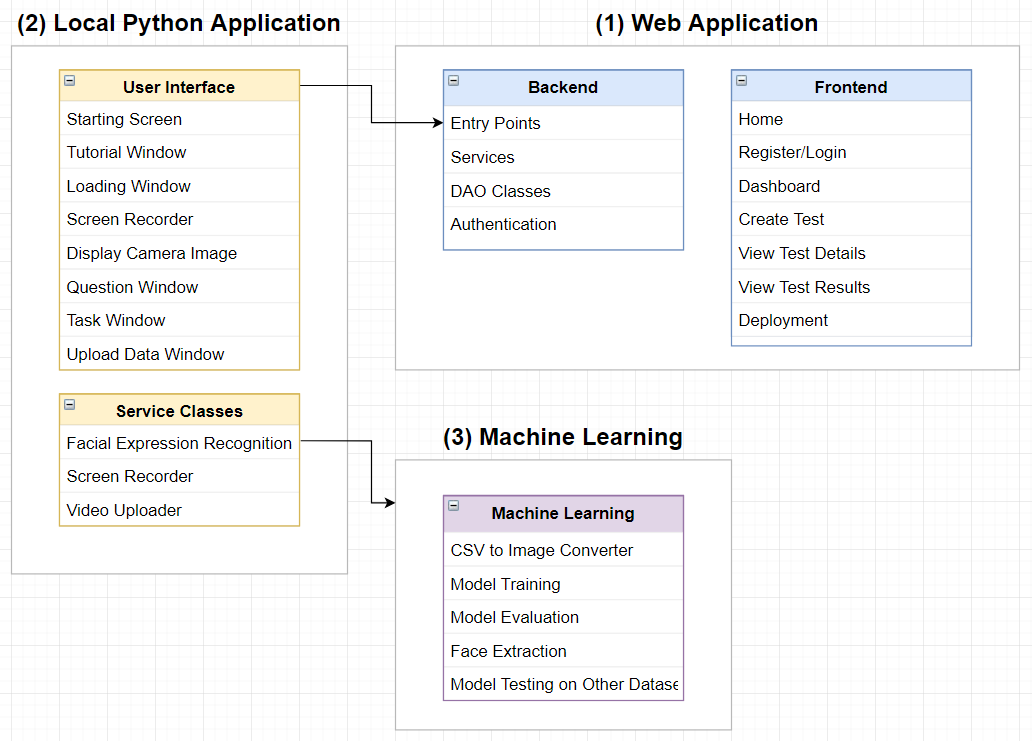 (2) Local Python Application
User Interface
Starting Screen
Tutorial Window
Loading Window
Screen Recorder
Display Camera Image
Question Window
Task Window
Upload Data Window
Service Classes
Facial Expression Recognition
Screen Recorder
Video Uploader
(1) Web Application
Backend
Entry Points
Services
DAO Classes
Authentication
Frontend
Home
Register/Login
Dashboard
Create Test
View Test Details
View Test Results
Deployment
(3) Machine Learning
Machine Learning
CSV to Image Converter
Model Training
Model Evaluation
Face Extraction
Model Testing on Other Datase